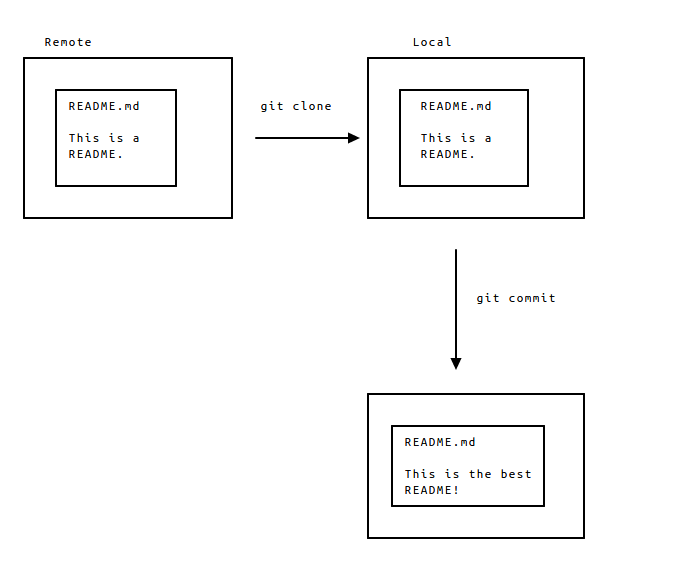 Remote
Local
README.md
This is a
README.
git clone
README.md
This is a
README.
git commit
README.md
This is the best
README!